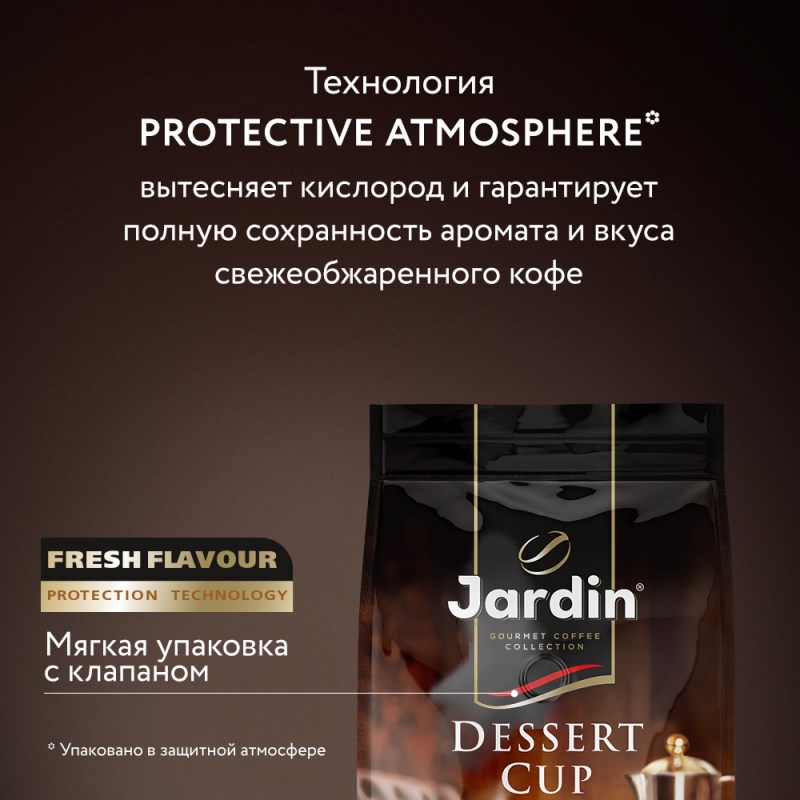 Технология
PROTECTIVE ATMOSPHERE*
вытесняет кислород и гарантирует
полную сохранность аромата и вкуса
свежеобжаренного кофе
FRESH FLAVOUR
PROTECTION TECHNOLOGY
Мягкая упаковка
с клапаном
* Упаковано в защитной атмосфере
Jardin®
GOURMET COFFEE
COLLECTION
DESSERT
CUP